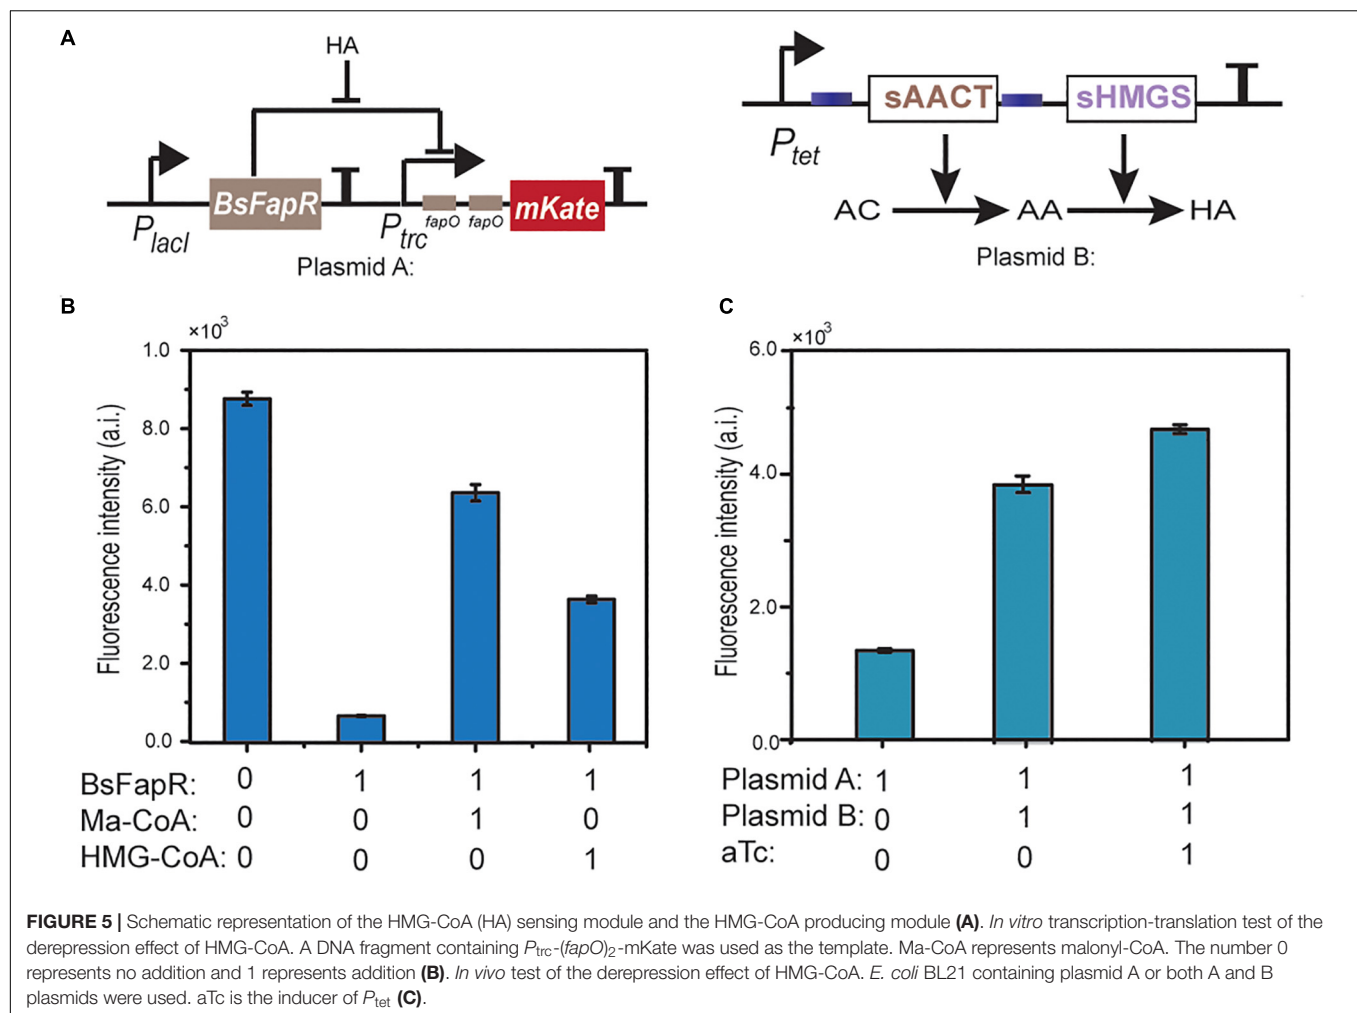 A
HA
BsFapR
mKate
fapO fapO
PlacI
Ptrc
Plasmid A:
sAACT
sHMGS
Ptet
AC
AA
HA
Plasmid B:
B
×10³
1.0
8.0
6.0
4.0
2.0
0.0
Fluorescence intensity (a.i.)
BsFapR: 0 1 1 1
Ma-CoA: 0 0 1 0
HMG-CoA: 0 0 0 1
C
×10³
6.0
4.0
2.0
0.0
Fluorescence intensity (a.i.)
Plasmid A: 1 1 1
Plasmid B: 0 1 1
aTc: 0 0 1
FIGURE 5 | Schematic representation of the HMG-CoA (HA) sensing module and the HMG-CoA producing module (A). In vitro transcription-translation test of the
derepression effect of HMG-CoA. A DNA fragment containing Ptrc-(fapO)2-mKate was used as the template. Ma-CoA represents malonyl-CoA. The number 0
represents no addition and 1 represents addition (B). In vivo test of the derepression effect of HMG-CoA. E. coli BL21 containing plasmid A or both A and B
plasmids were used. aTc is the inducer of Ptet (C).